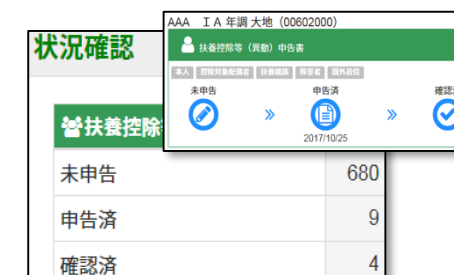 状況確認
AAA　ＩＡ 年調 大地（00602000）
扶養控除等（異動）申告書
本人 控除対象配偶者 扶養親族 障害者 国外居住
未申告 申告済 確認済
2017/10/25
扶養控除
未申告 680
申告済 9
確認済 4